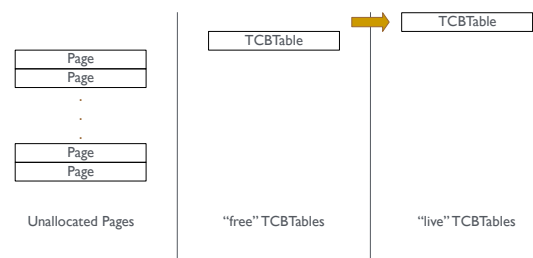 TCBTable
TCBTable
Page
Page
.
.
.
Page
Page
Unallocated Pages
“free” TCBTables
“live” TCBTables